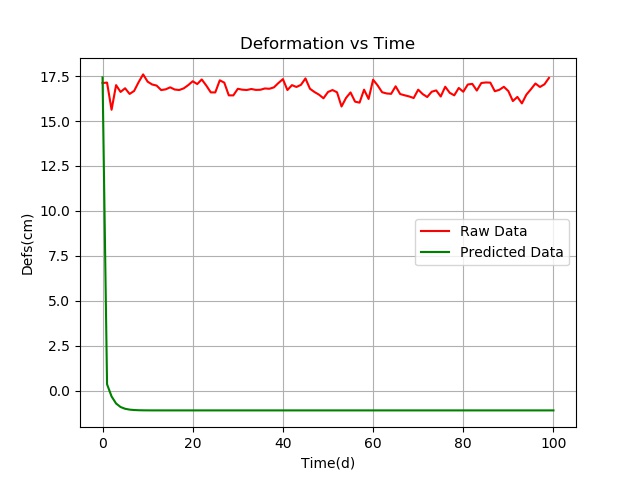 Deformation vs Time
Defs(cm)
17.5
15.0
12.5
10.0
7.5
5.0
2.5
0.0
Raw Data
Predicted Data
0 20 40 60 80 100
Time(d)